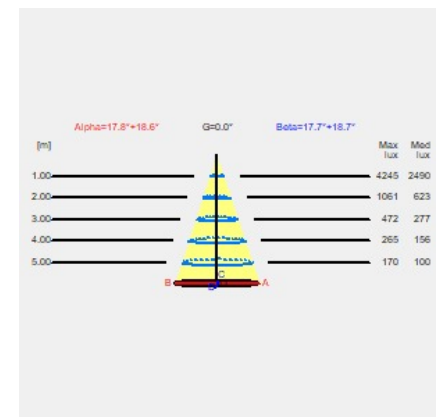 Alpha=17.8°+18.6° G=0.0° Beta=17.7°+18.7°
[m] Max lux Med lux
1.00 4245 2490
2.00 1061 623
3.00 472 277
4.00 265 156
5.00 170 100
C
B A